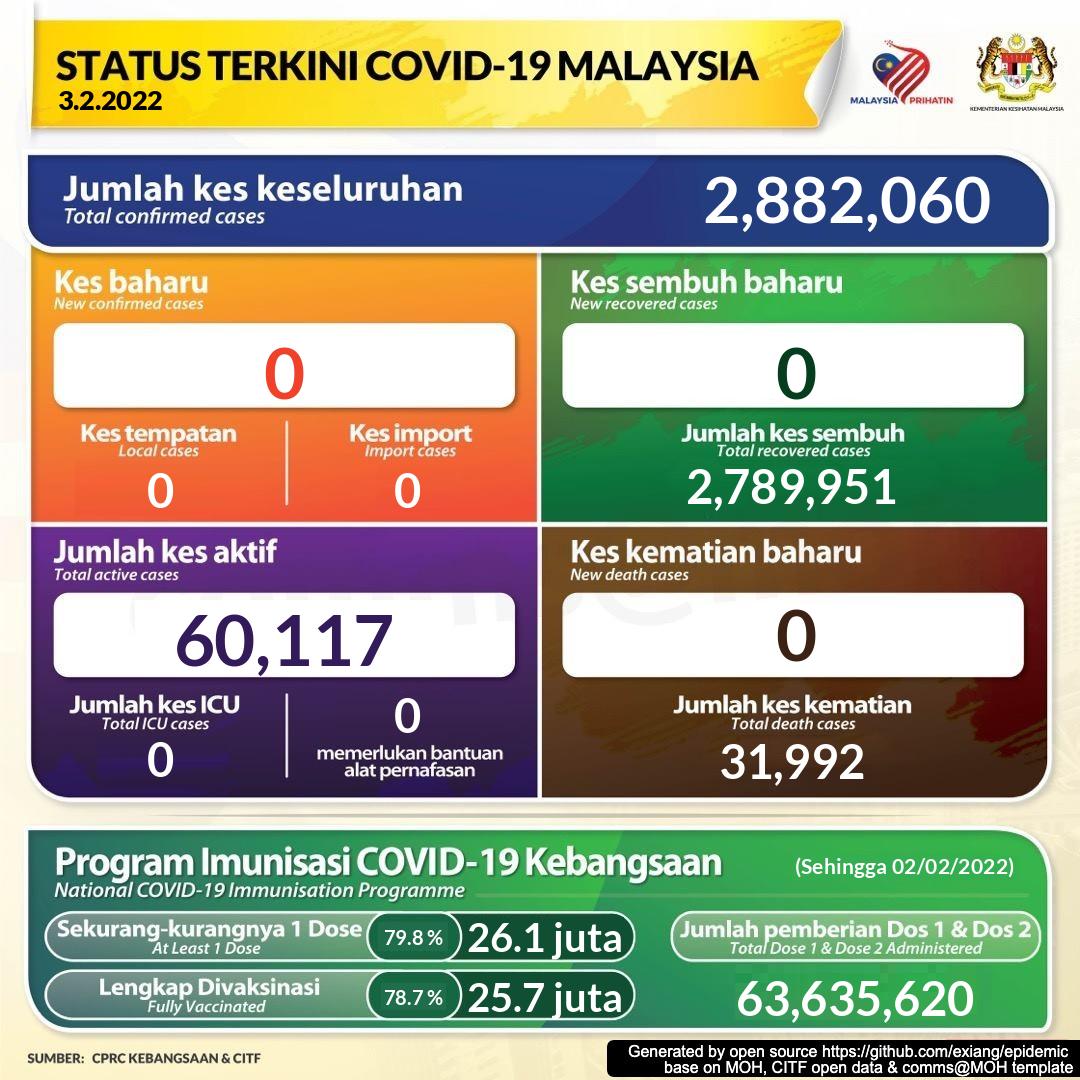 STATUS TERKINI COVID-19 MALAYSIA
3.2.2022
MALAYSIA PRIHATIN
KEMENTERIAN KESIHATAN MALAYSIA
Jumlah kes keseluruhan
Total confirmed cases
2,882,060
Kes baharu
New confirmed cases
0
Kes tempatan
Local cases
0
Kes import
Import cases
0
Kes sembuh baharu
New recovered cases
0
Jumlah kes sembuh
Total recovered cases
2,789,951
Jumlah kes aktif
Total active cases
60,117
Jumlah kes ICU
Total ICU cases
0
0
memerlukan bantuan
alat pernafasan
Kes kematian baharu
New death cases
0
Jumlah kes kematian
Total death cases
31,992
Program Imunisasi COVID-19 Kebangsaan
National COVID-19 Immunisation Programme
(Sehingga 02/02/2022)
Sekurang-kurangnya 1 Dose
At Least 1 Dose
79.8 %
26.1 juta
Lengkap Divaksinasi
Fully Vaccinated
78.7 %
25.7 juta
Jumlah pemberian Dos 1 & Dos 2
Total Dose 1 & Dose 2 Administered
63,635,620
SUMBER: CPRC KEBANGSAAN & CITF
Generated by open source https://github.com/exiang/epidemic
base on MOH, CITF open data & comms@MOH template